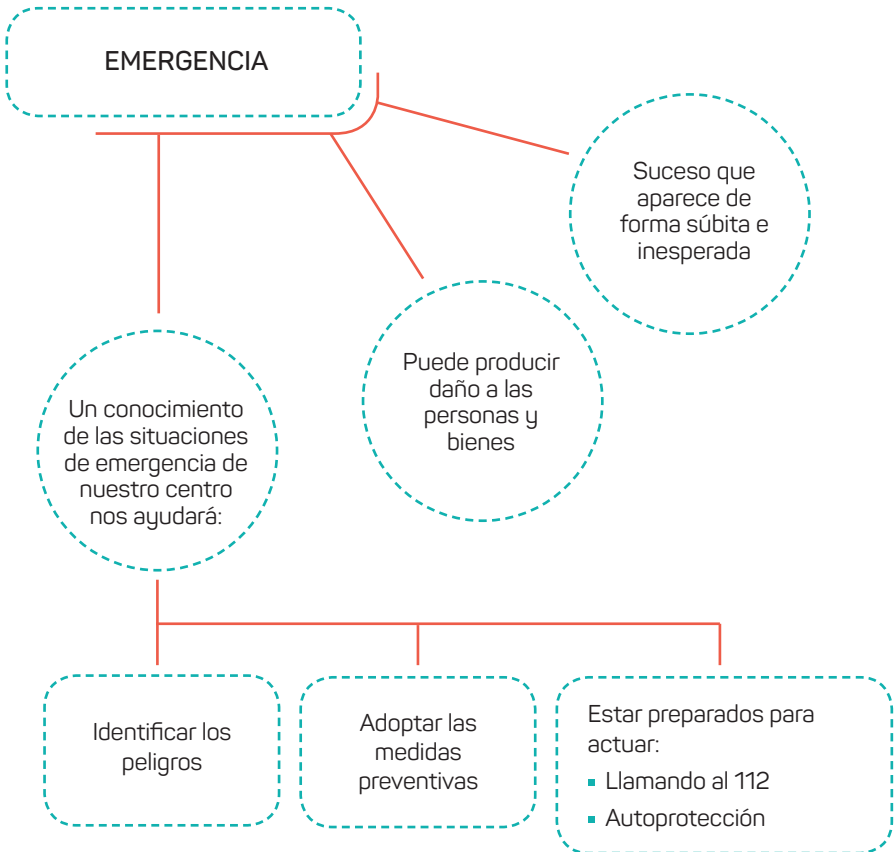 EMERGENCIA
Suceso que
aparece de
forma súbita e
inesperada
Puede producir
daño a las
personas y
bienes
Un conocimiento
de las situaciones
de emergencia de
nuestro centro
nos ayudará:
Identificar los
peligros
Adoptar las
medidas
preventivas
Estar preparados para
actuar:
▪ Llamando al 112
▪ Autoprotección